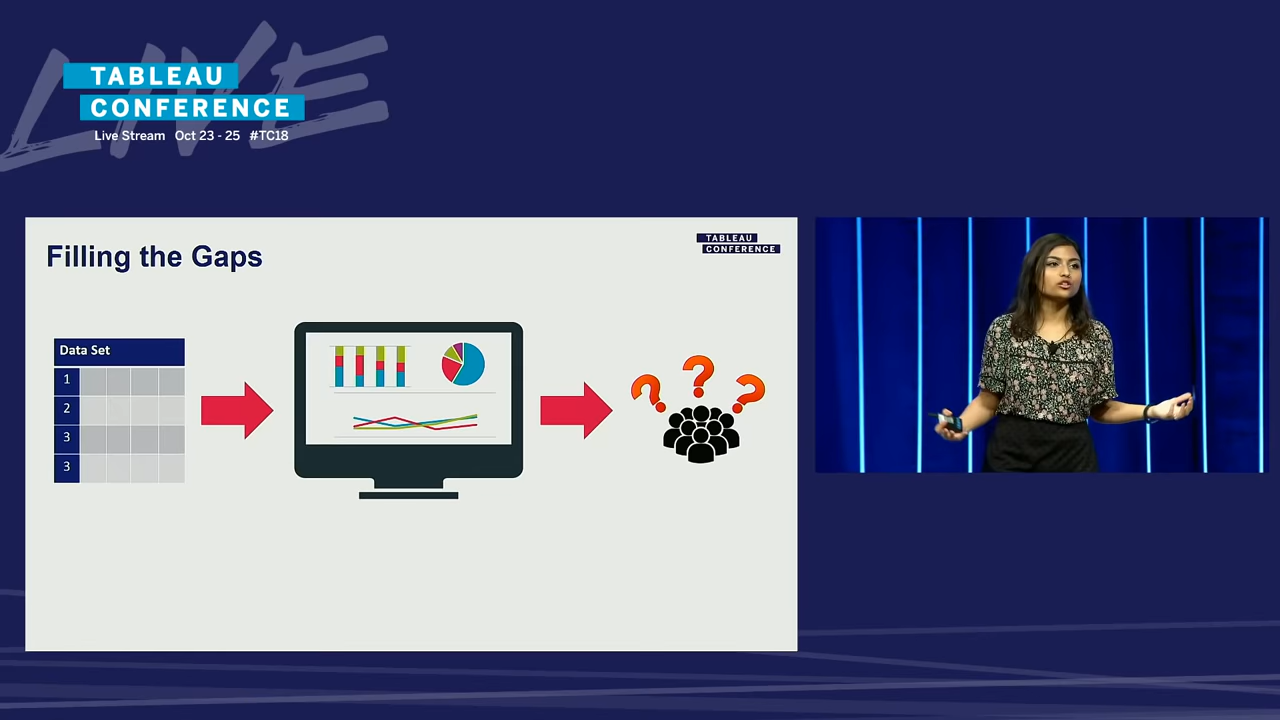 LIVE
TABLEAU
CONFERENCE
Live Stream Oct 23 - 25 #TC18
Filling the Gaps
TABLEAU
CONFERENCE
Data Set
1
2
3
3
? ? ?